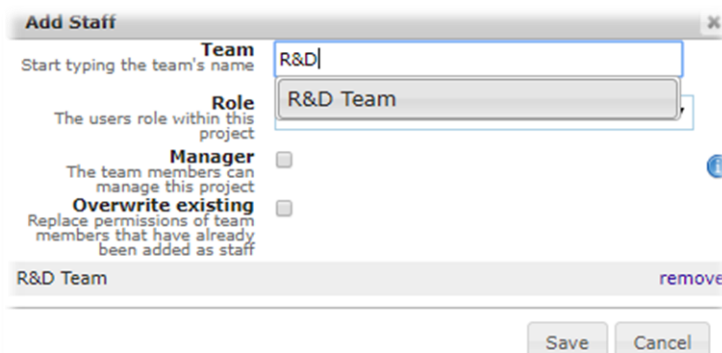 Add Staff
Team
Start typing the team's name
R&D
R&D Team
Role
The users role within this
project
Manager
The team members can
manage this project
Overwrite existing
Replace permissions of team
members that have already
been added as staff
R&D Team remove
Save Cancel